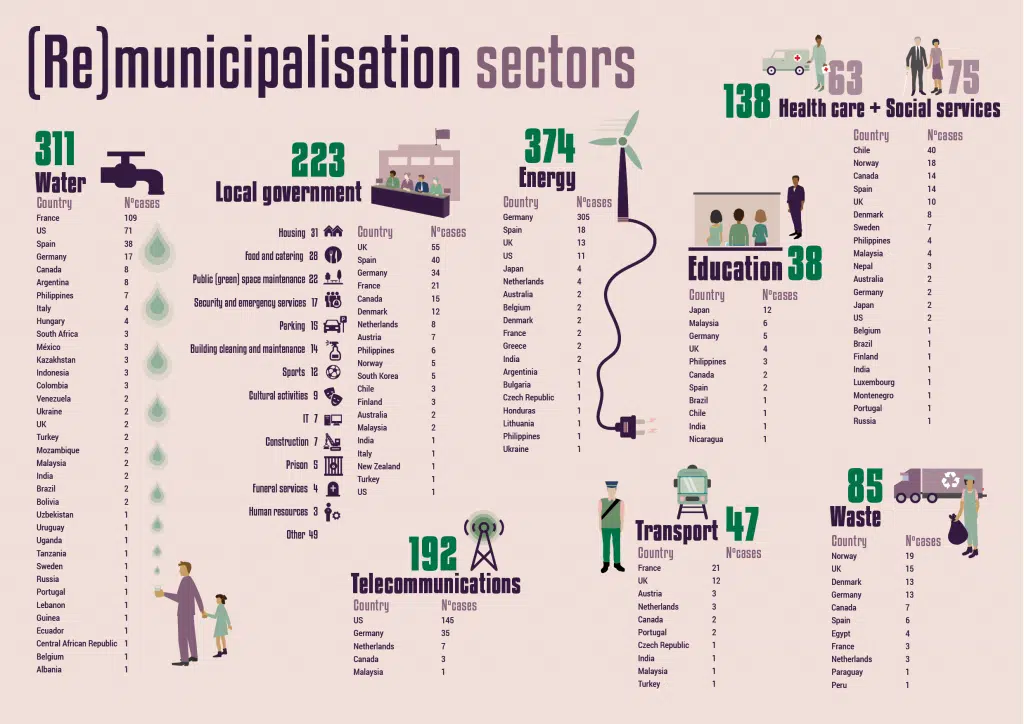 (Re)municipalisation sectors
311
Water
Country N°cases
France 109
US 71
Spain 38
Germany 17
Canada 8
Argentina 8
Philippines 7
Italy 4
Hungary 4
South Africa 3
México 3
Kazakhstan 3
Indonesia 3
Colombia 3
Venezuela 2
Ukraine 2
UK 2
Turkey 2
Mozambique 2
Malaysia 2
India 2
Brazil 2
Bolivia 2
Uzbekistan 1
Uruguay 1
Uganda 1
Tanzania 1
Sweden 1
Russia 1
Portugal 1
Lebanon 1
Guinea 1
Ecuador 1
Central African Republic 1
Belgium 1
Albania 1
223
Local government
Housing 31
Food and catering 28
Public (green) space maintenance 22
Security and emergency services 17
Parking 15
P
Building cleaning and maintenance 14
Sports 12
Cultural activities 9
IT 7
Construction 7
Prison 5
Funeral services 4
Human resources 3
Other 49
Country N°cases
UK 55
Spain 40
Germany 34
France 21
Canada 15
Denmark 12
Netherlands 8
Austria 7
Philippines 6
Norway 5
South Korea 5
Chile 3
Finland 3
Australia 2
Malaysia 2
India 1
Italy 1
New Zealand 1
Turkey 1
US 1
374
Energy
Country N°cases
Germany 305
Spain 18
UK 13
US 11
Japan 4
Netherlands 4
Australia 2
Belgium 2
Denmark 2
France 2
Greece 2
India 2
Argentinia 1
Bulgaria 1
Czech Republic 1
Honduras 1
Lithuania 1
Philippines 1
Ukraine 1
63
75
138 Health care + Social services
Country N°cases
Chile 40
Norway 18
Canada 14
Spain 14
UK 10
Denmark 8
Sweden 7
Philippines 4
Malaysia 4
Nepal 3
Australia 2
Germany 2
Japan 2
US 2
Belgium 1
Brazil 1
Finland 1
India 1
Luxembourg 1
Montenegro 1
Portugal 1
Russia 1
Education 38
Country N°cases
Japan 12
Malaysia 6
Germany 5
UK 4
Philippines 3
Canada 2
Spain 2
Brazil 1
Chile 1
India 1
Nicaragua 1
192
Telecommunications
Country N°cases
US 145
Germany 35
Netherlands 7
Canada 3
Malaysia 1
Transport 47
Country N°cases
France 21
UK 12
Austria 3
Netherlands 3
Canada 2
Portugal 2
Czech Republic 1
India 1
Malaysia 1
Turkey 1
85
Waste
Country N°cases
Norway 19
UK 15
Denmark 13
Germany 13
Canada 7
Spain 6
Egypt 4
France 3
Netherlands 3
Paraguay 1
Peru 1